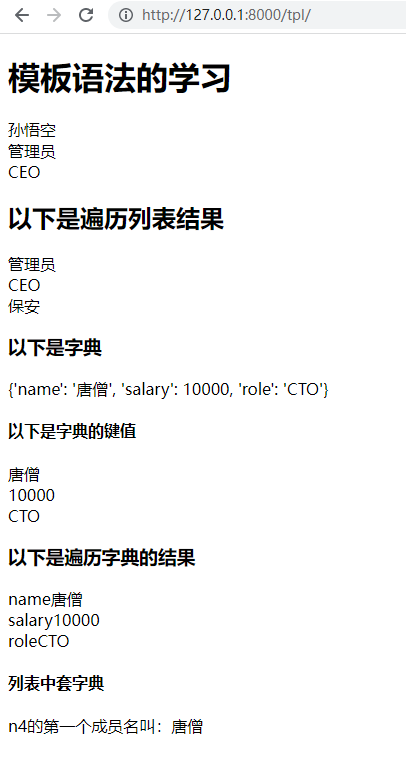 http://127.0.0.1:8000/tpl/
模板语法的学习
孙悟空
管理员
CEO
以下是遍历列表结果
管理员
CEO
保安
以下是字典
{'name': '唐僧', 'salary': 10000, 'role': 'CTO'}
以下是字典的键值
唐僧
10000
CTO
以下是遍历字典的结果
name唐僧
salary10000
roleCTO
列表中套字典
n4的第一个成员名叫：唐僧